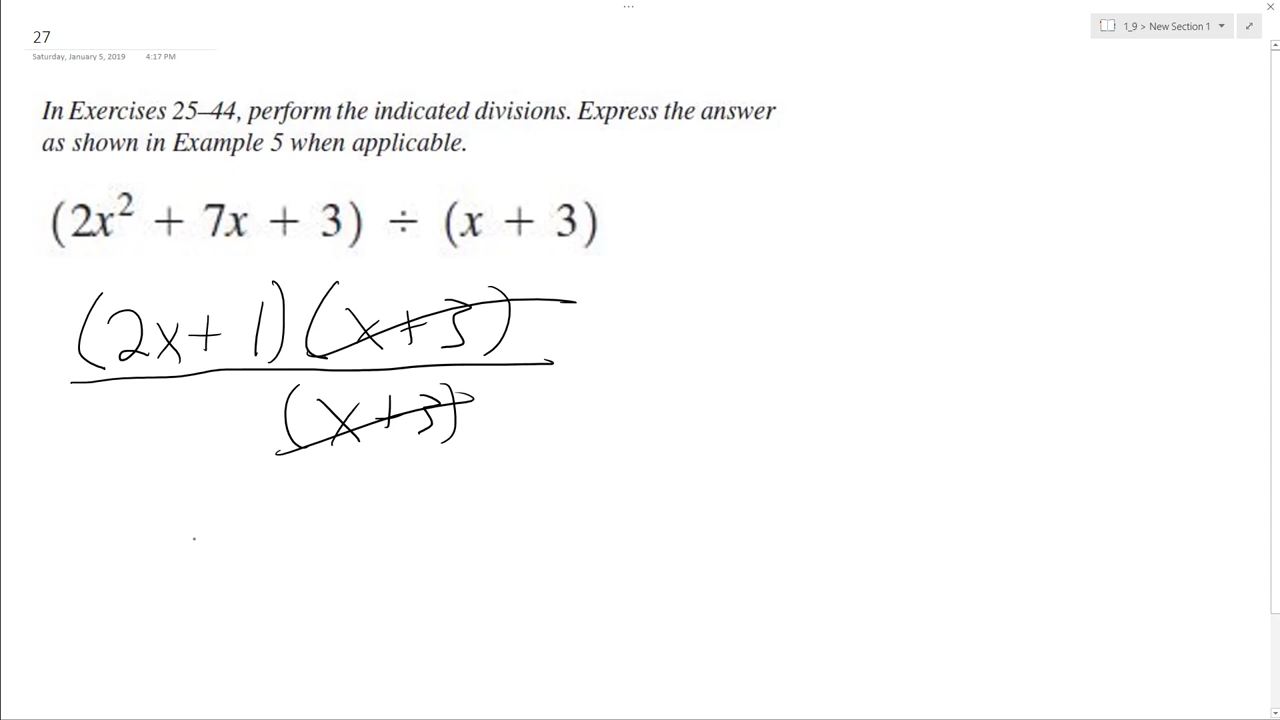 1_9 > New Section 1
27
Saturday, January 5, 2019 4:17 PM
In Exercises 25–44, perform the indicated divisions. Express the answer
as shown in Example 5 when applicable.
(2x² + 7x + 3) ÷ (x + 3)
(2x+1)(x+3)
(x+3)